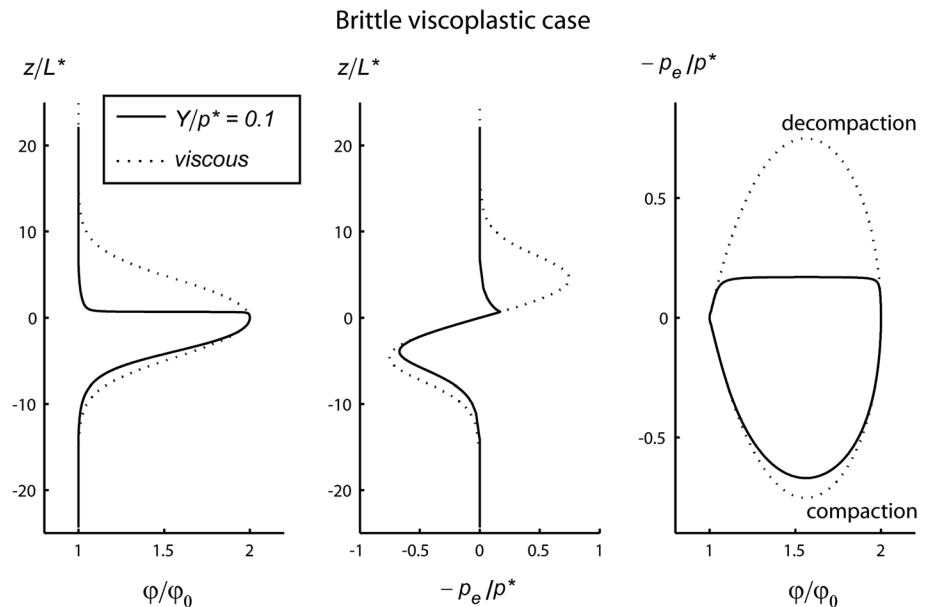 Brittle viscoplastic case
z/L*
z/L*
− pₑ/p*
Y/p* = 0.1
viscous
20
10
0
-10
-20
1
1.5
2
φ/φ₀
20
10
0
-10
-20
-1
-0.5
0
0.5
1
− pₑ/p*
decompaction
0.5
0
-0.5
compaction
1
1.5
2
φ/φ₀